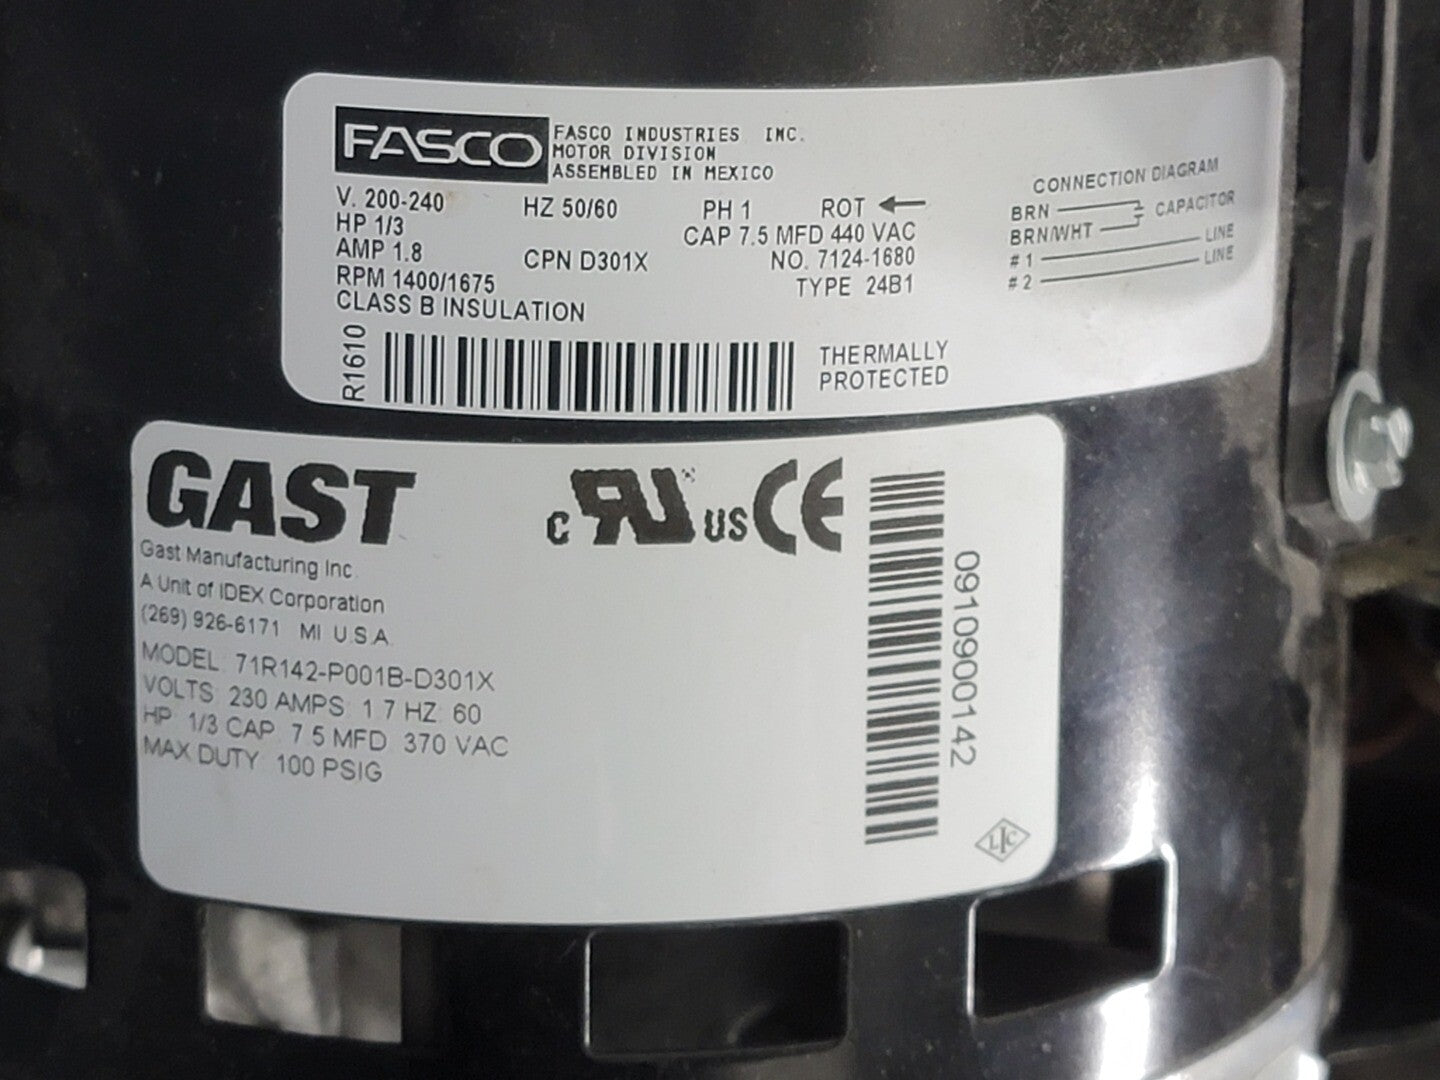 FASCO
FASCO INDUSTRIES INC.
MOTOR DIVISION
ASSEMBLED IN MEXICO
V. 200-240 HZ 50/60 PH 1 ROT
HP 1/3 CAP 7.5 MFD 440 VAC
AMP 1.8 CPN D301X NO. 7124-1680
RPM 1400/1675 TYPE 24B1
CLASS B INSULATION
R1610
THERMALLY
PROTECTED
CONNECTION DIAGRAM
BRN CAPACITOR
BRN/WHT
#1 LINE
#2 LINE
GAST
c RU US CE
Gast Manufacturing Inc.
A Unit of IDEX Corporation
(269) 926-6171 MI U.S.A.
MODEL: 71R142-P001B-D301X
VOLTS: 230 AMPS: 1.7 HZ: 60
HP: 1/3 CAP: 7.5 MFD 370 VAC
MAX DUTY: 100 PSIG
0910900142
LJC